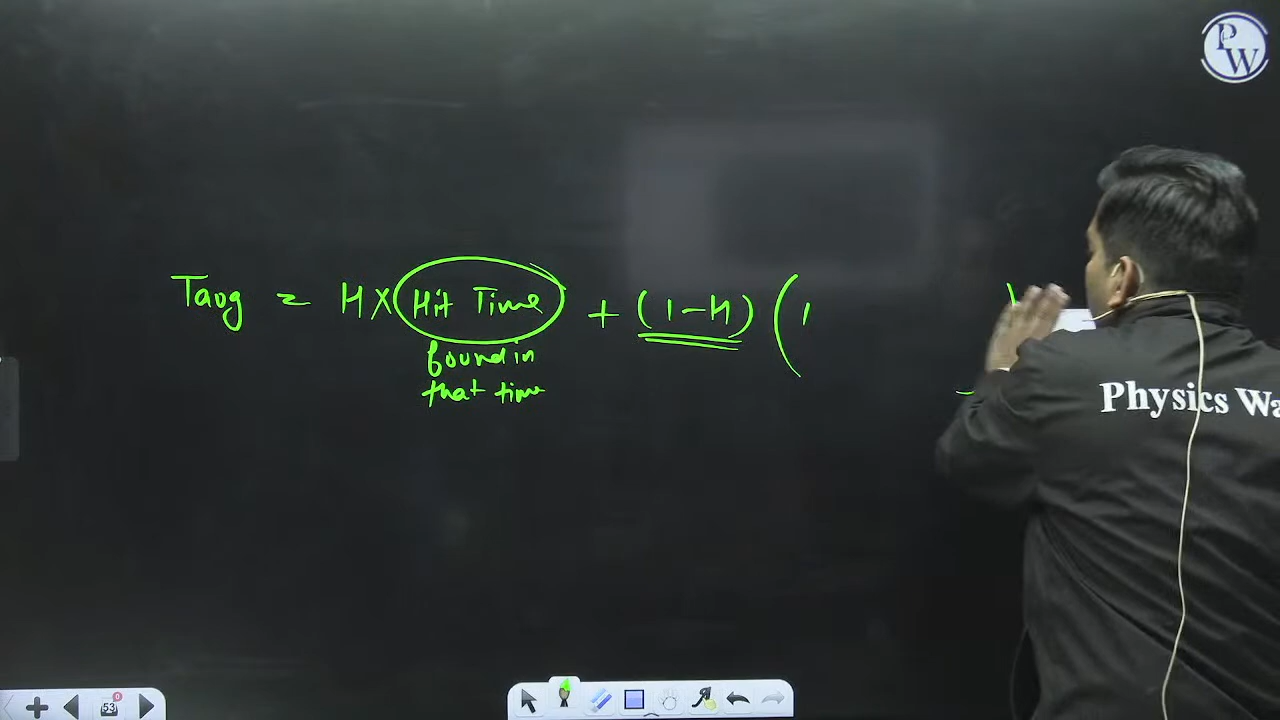 PW
Tavg = H X Hit Time + (1-H) (
found in
that time
Physics Wa
53